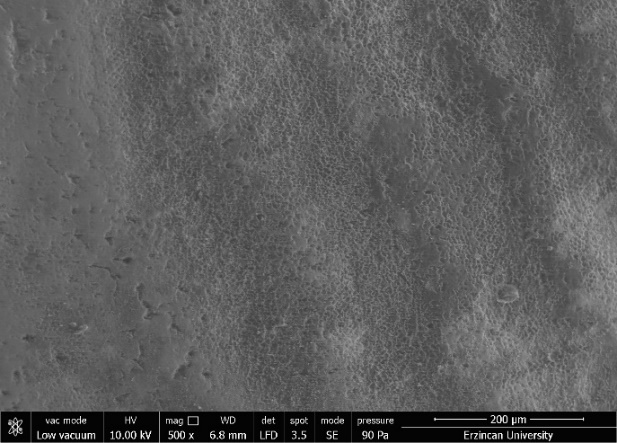 vac mode HV mag WD det spot mode pressure 200 µm
Low vacuum 10.00 kV 500 x 6.8 mm LFD 3.5 SE 90 Pa Erzincan University